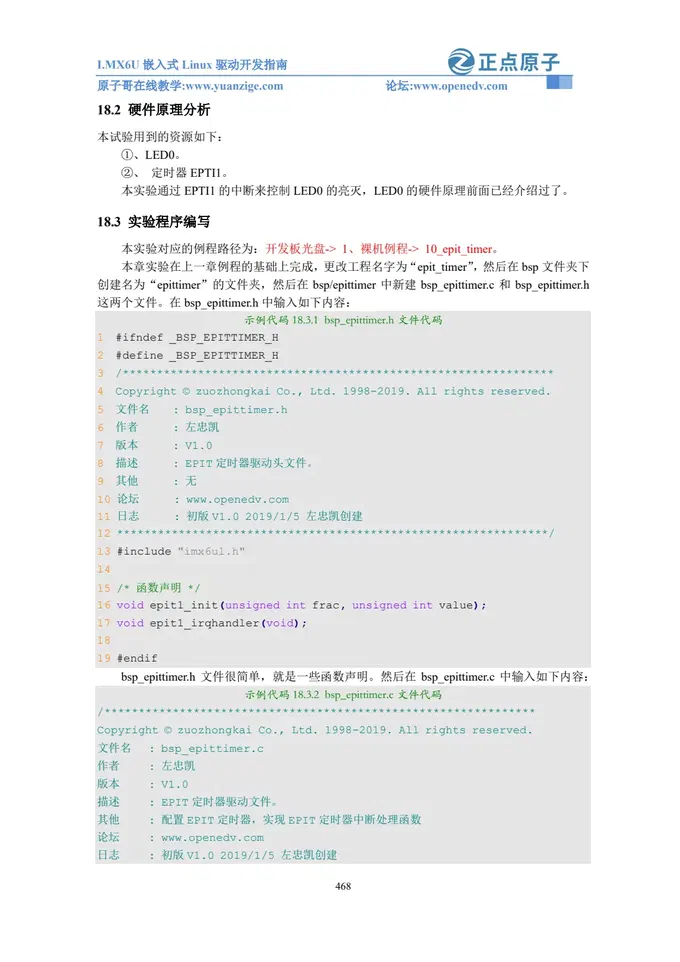 I.MX6U 嵌入式 Linux 驱动开发指南
正点原子
原子哥在线教学:www.yuanzige.com 论坛:www.openedv.com
18.2 硬件原理分析
本试验用到的资源如下：
①、LED0。
②、 定时器 EPTI1。
本实验通过 EPTI1 的中断来控制 LED0 的亮灭，LED0 的硬件原理前面已经介绍过了。
18.3 实验程序编写
本实验对应的例程路径为：开发板光盘-> 1、裸机例程-> 10_epit_timer。
本章实验在上一章例程的基础上完成，更改工程名字为“epit_timer”，然后在 bsp 文件夹下
创建名为“epittimer”的文件夹，然后在 bsp/epittimer 中新建 bsp_epittimer.c 和 bsp_epittimer.h
这两个文件。在 bsp_epittimer.h 中输入如下内容：
示例代码 18.3.1 bsp_epittimer.h 文件代码
1 #ifndef _BSP_EPITTIMER_H
2 #define _BSP_EPITTIMER_H
3 /***************************************************************
4 Copyright © zuozhongkai Co., Ltd. 1998-2019. All rights reserved.
5 文件名 : bsp_epittimer.h
6 作者 : 左忠凯
7 版本 : V1.0
8 描述 : EPIT 定时器驱动头文件。
9 其他 : 无
10 论坛 : www.openedv.com
11 日志 : 初版 V1.0 2019/1/5 左忠凯创建
12 ***************************************************************/
13 #include "imx6ul.h"
14
15 /* 函数声明 */
16 void epit1_init(unsigned int frac, unsigned int value);
17 void epit1_irqhandler(void);
18
19 #endif
bsp_epittimer.h 文件很简单，就是一些函数声明。然后在 bsp_epittimer.c 中输入如下内容：
示例代码 18.3.2 bsp_epittimer.c 文件代码
/***************************************************************
Copyright © zuozhongkai Co., Ltd. 1998-2019. All rights reserved.
文件名 : bsp_epittimer.c
作者 : 左忠凯
版本 : V1.0
描述 : EPIT 定时器驱动文件。
其他 : 配置 EPIT 定时器，实现 EPIT 定时器中断处理函数
论坛 : www.openedv.com
日志 : 初版 V1.0 2019/1/5 左忠凯创建
468